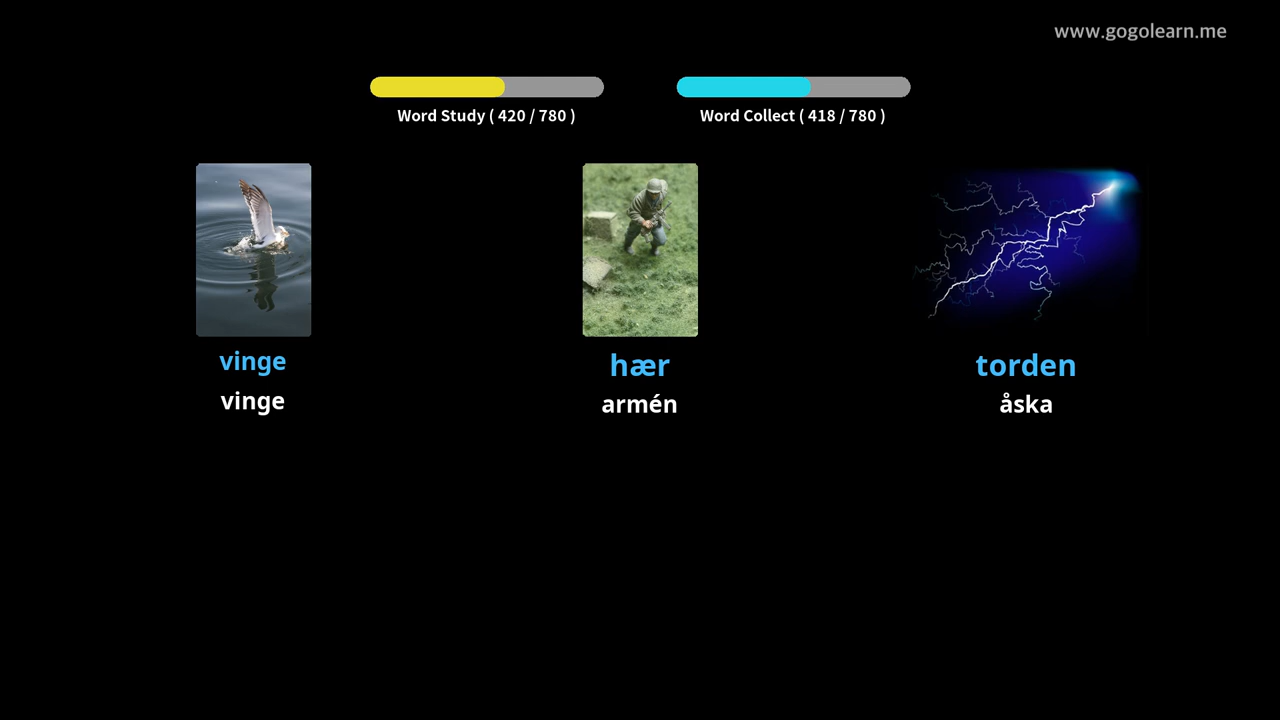 www.gogolearn.me
Word Study ( 420 / 780 )
Word Collect ( 418 / 780 )
vinge
vinge
hær
armén
torden
åska